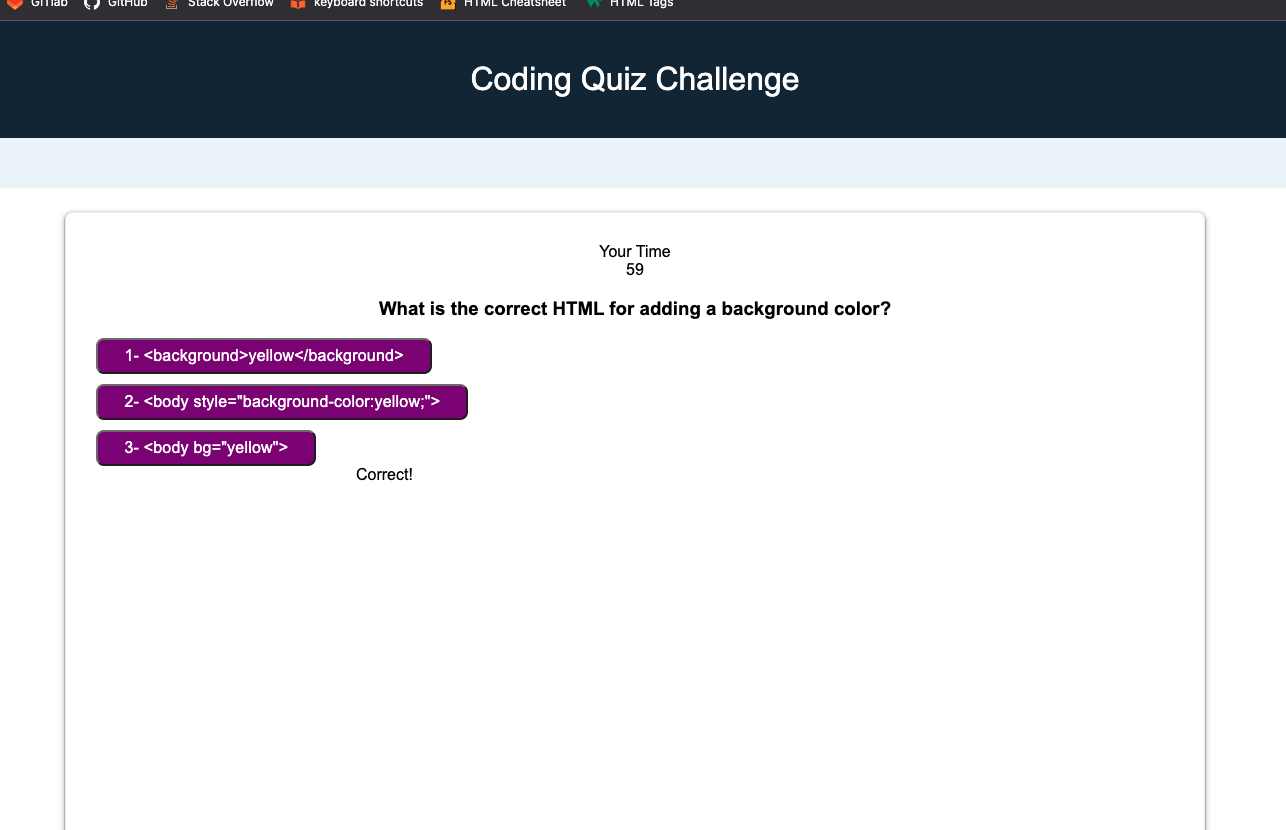 GitLab GitHub Stack Overflow keyboard shortcuts HTML Cheatsheet HTML Tags
Coding Quiz Challenge
Your Time
59
What is the correct HTML for adding a background color?
1- <background>yellow</background>
2- <body style="background-color:yellow;">
3- <body bg="yellow">
Correct!